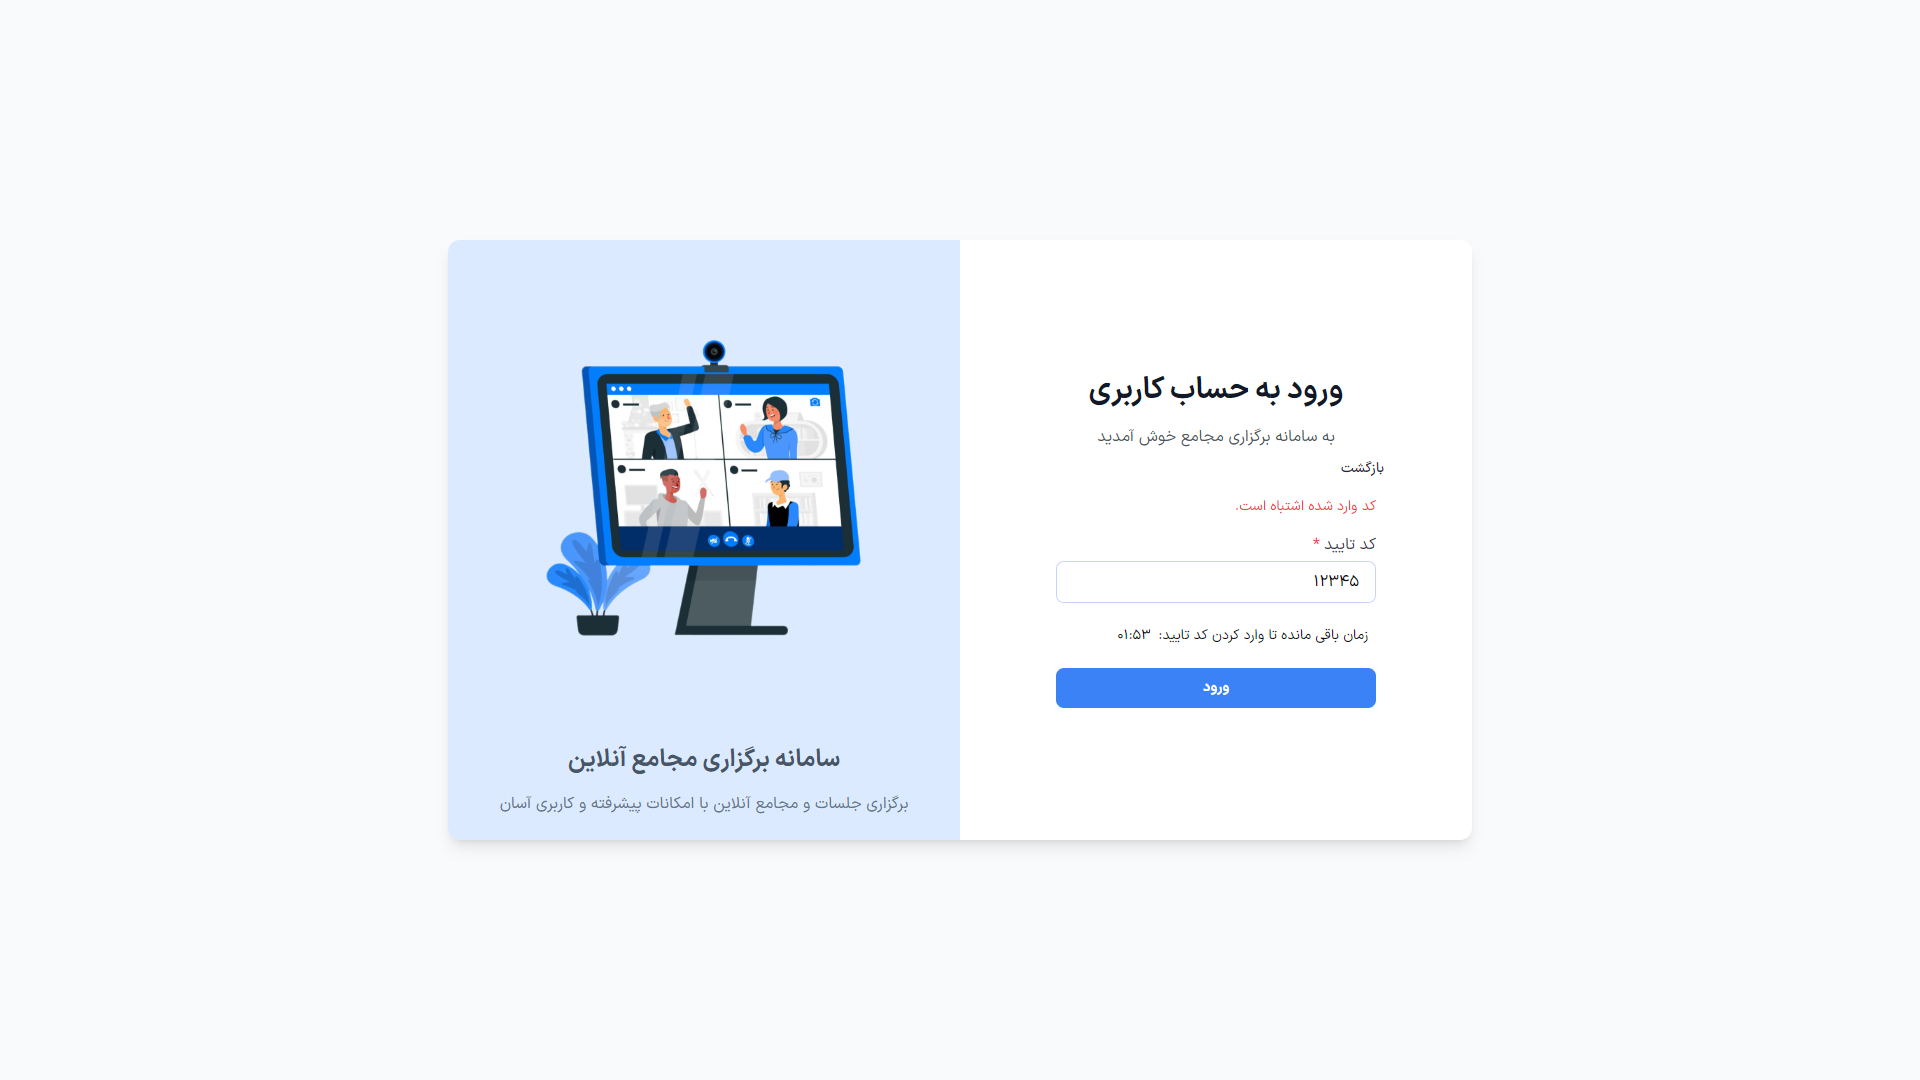 ورود به حساب کاربری
به سامانه برگزاری مجامع خوش آمدید
بازگشت
کد وارد شده اشتباه است.
کد تایید *
۱۲۳۴۵
زمان باقی مانده تا وارد کردن کد تایید: ۰۱:۵۳
ورود
سامانه برگزاری مجامع آنلاین
برگزاری جلسات و مجامع آنلاین با امکانات پیشرفته و کاربری آسان